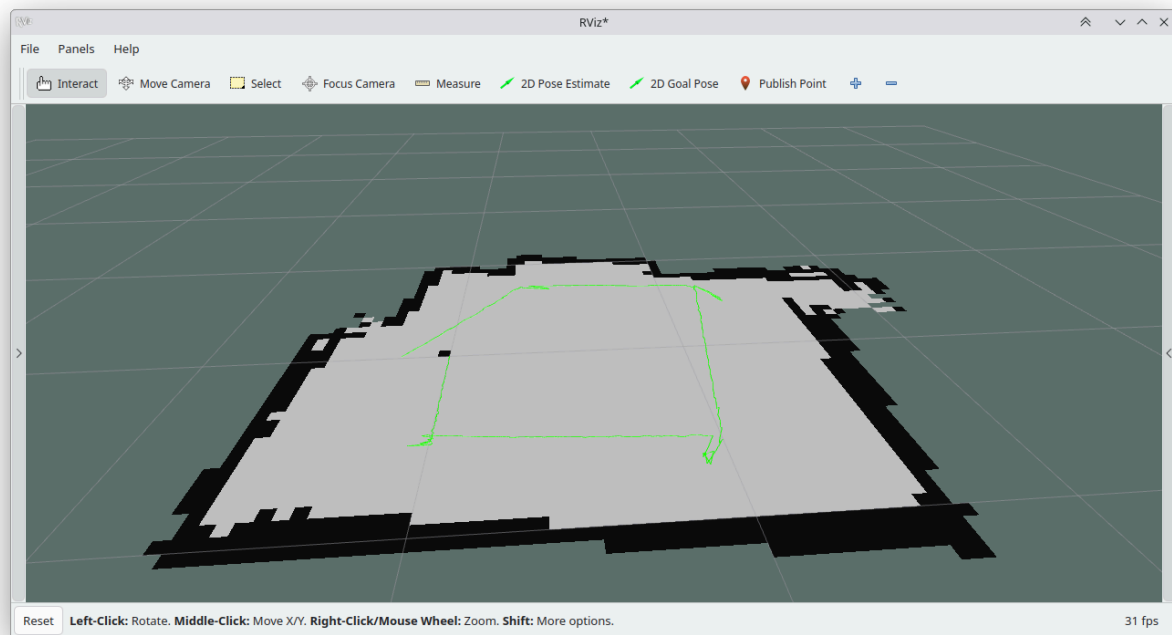 RViz*
File Panels Help
Interact Move Camera Select Focus Camera Measure 2D Pose Estimate 2D Goal Pose Publish Point
Reset Left-Click: Rotate. Middle-Click: Move X/Y. Right-Click/Mouse Wheel: Zoom. Shift: More options. 31 fps